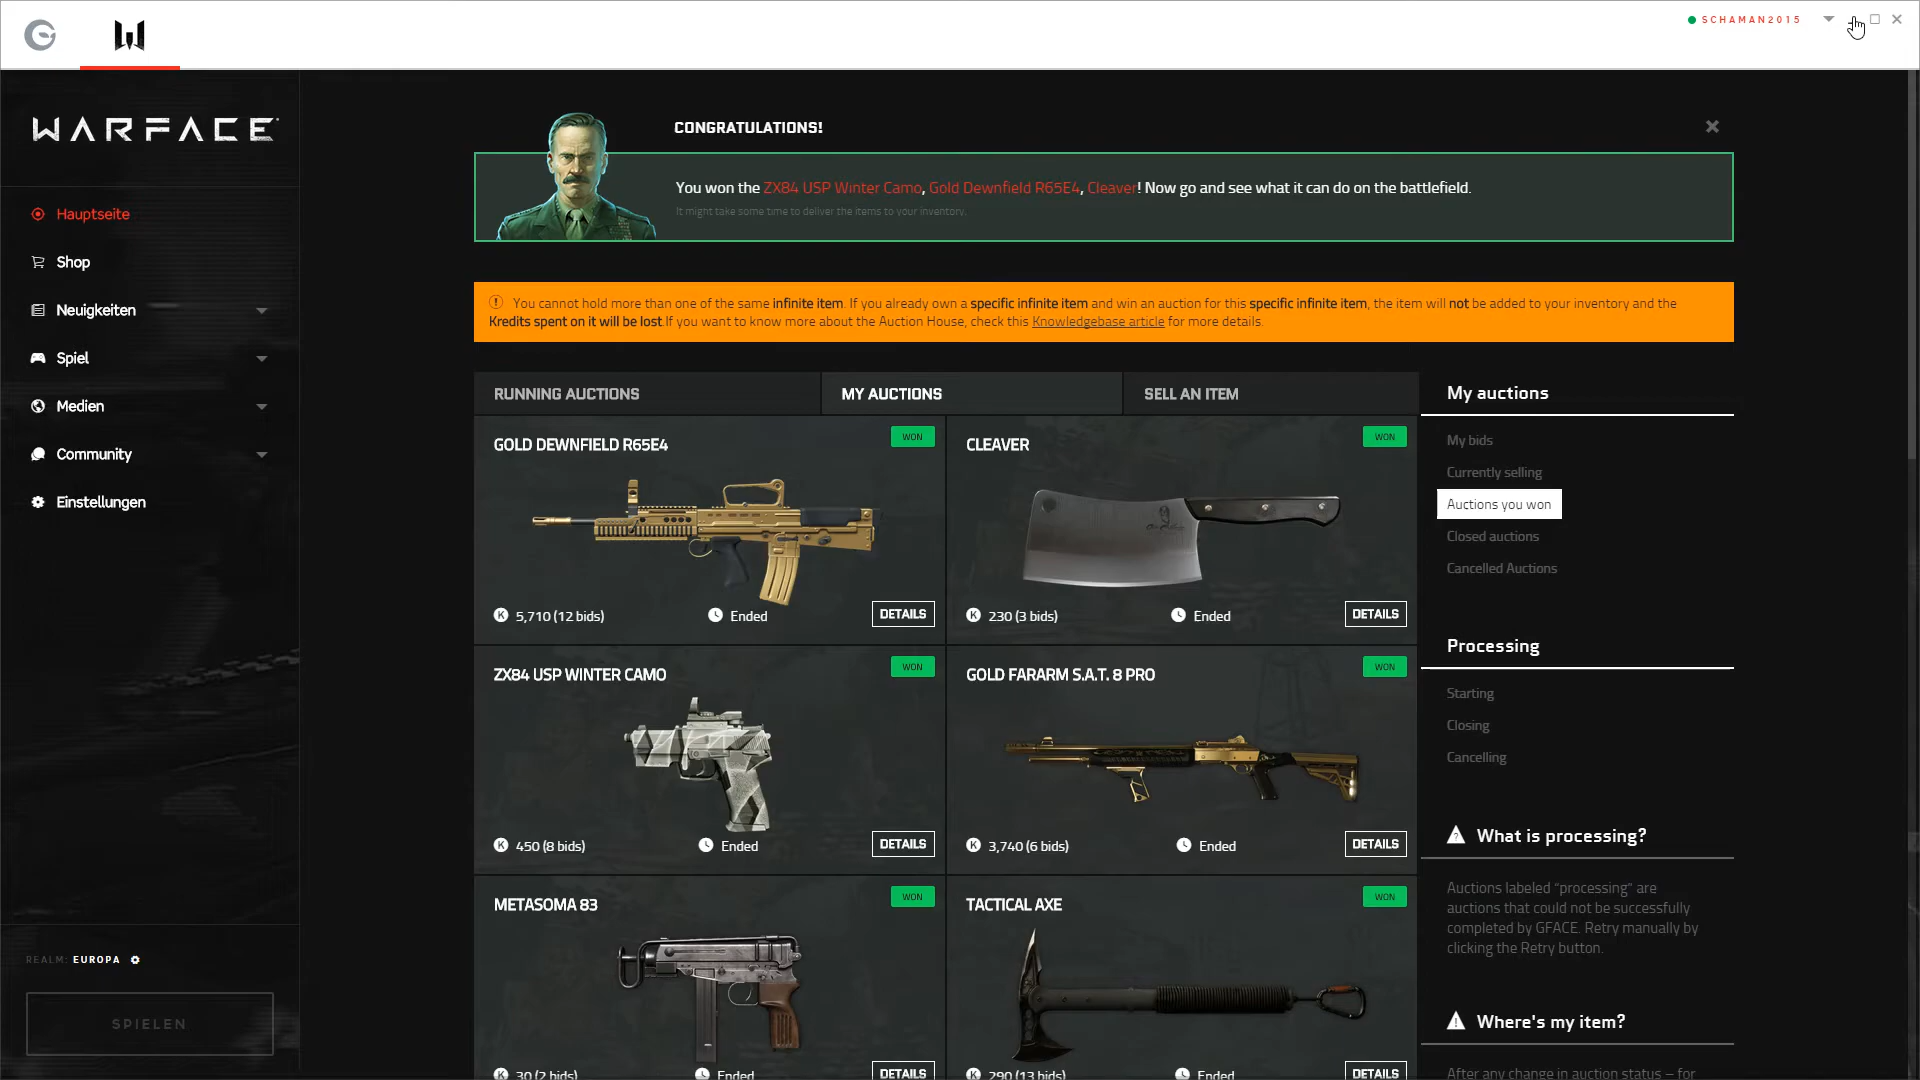 SCHAMAN2015
WARFACE
Hauptseite
Shop
Neuigkeiten
Spiel
Medien
Community
Einstellungen
REALM: EUROPA
SPIELEN
CONGRATULATIONS!
You won the ZX84 USP Winter Camo, Gold Dewnfield R65E4, Cleaver! Now go and see what it can do on the battlefield.
It might take some time to deliver the items to your inventory.
You cannot hold more than one of the same infinite item. If you already own a specific infinite item and win an auction for this specific infinite item, the item will not be added to your inventory and the
Kredits spent on it will be lost.If you want to know more about the Auction House, check this Knowledgebase article for more details.
RUNNING AUCTIONS
MY AUCTIONS
SELL AN ITEM
GOLD DEWNFIELD R65E4
WON
K 5,710 (12 bids)
Ended
DETAILS
CLEAVER
WON
K 230 (3 bids)
Ended
DETAILS
ZX84 USP WINTER CAMO
WON
K 450 (8 bids)
Ended
DETAILS
GOLD FARARM S.A.T. 8 PRO
WON
K 3,740 (6 bids)
Ended
DETAILS
METASOMA 83
WON
K 30 (2 bids)
Ended
DETAILS
TACTICAL AXE
WON
K 290 (13 bids)
Ended
DETAILS
My auctions
My bids
Currently selling
Auctions you won
Closed auctions
Cancelled Auctions
Processing
Starting
Closing
Cancelling
What is processing?
Auctions labeled "processing" are
auctions that could not be successfully
completed by GFACE. Retry manually by
clicking the Retry button.
Where's my item?
After any change in auction status – for